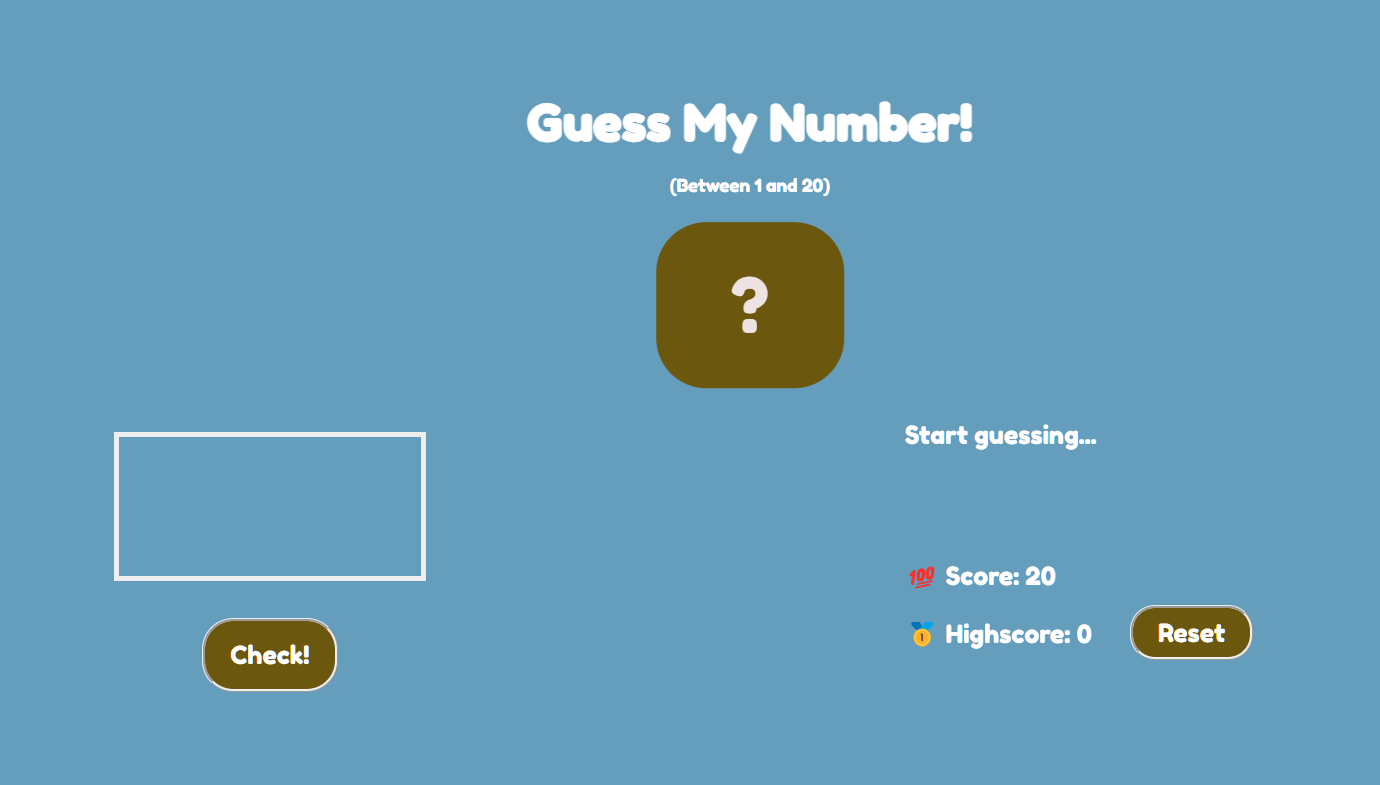 Guess My Number!
(Between 1 and 20)
?
Start guessing...
💯 Score: 20
🥇 Highscore: 0
Reset
Check!